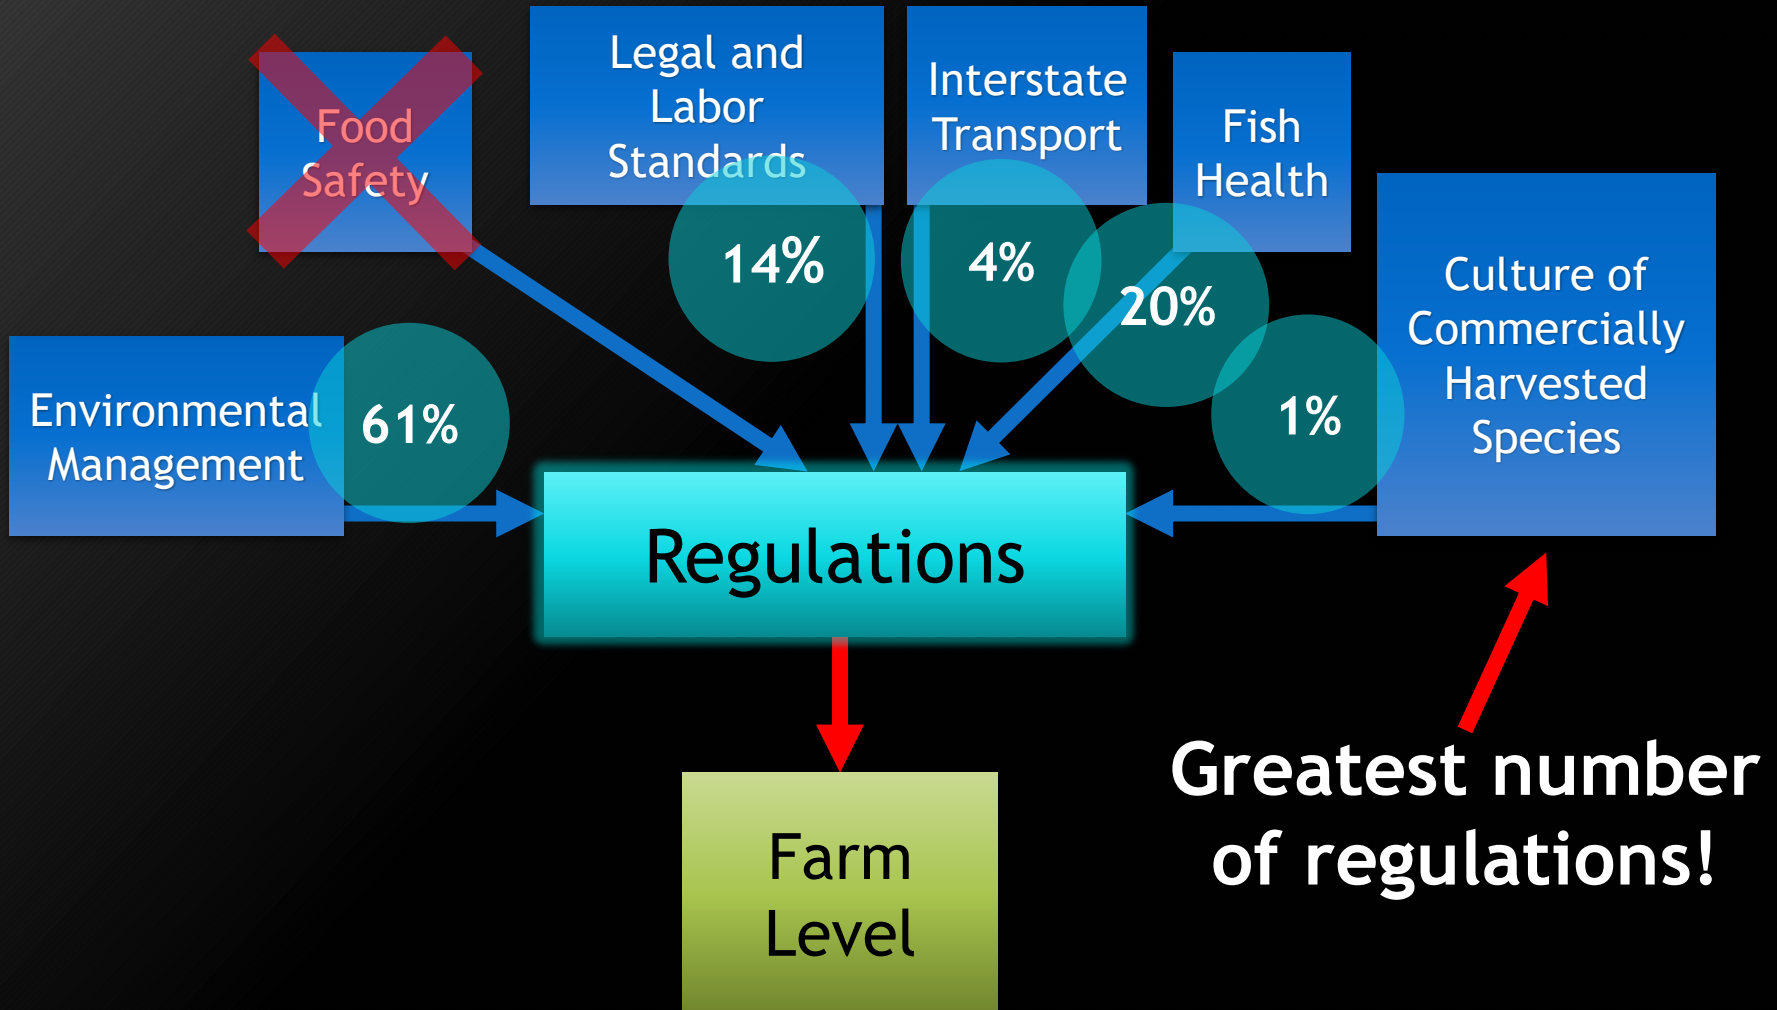 Food
Safety
Legal and
Labor
Standards
Interstate
Transport
Fish
Health
Culture of
Commercially
Harvested
Species
Environmental
Management
61%
14%
4%
20%
1%
Regulations
Farm
Level
Greatest number
of regulations!